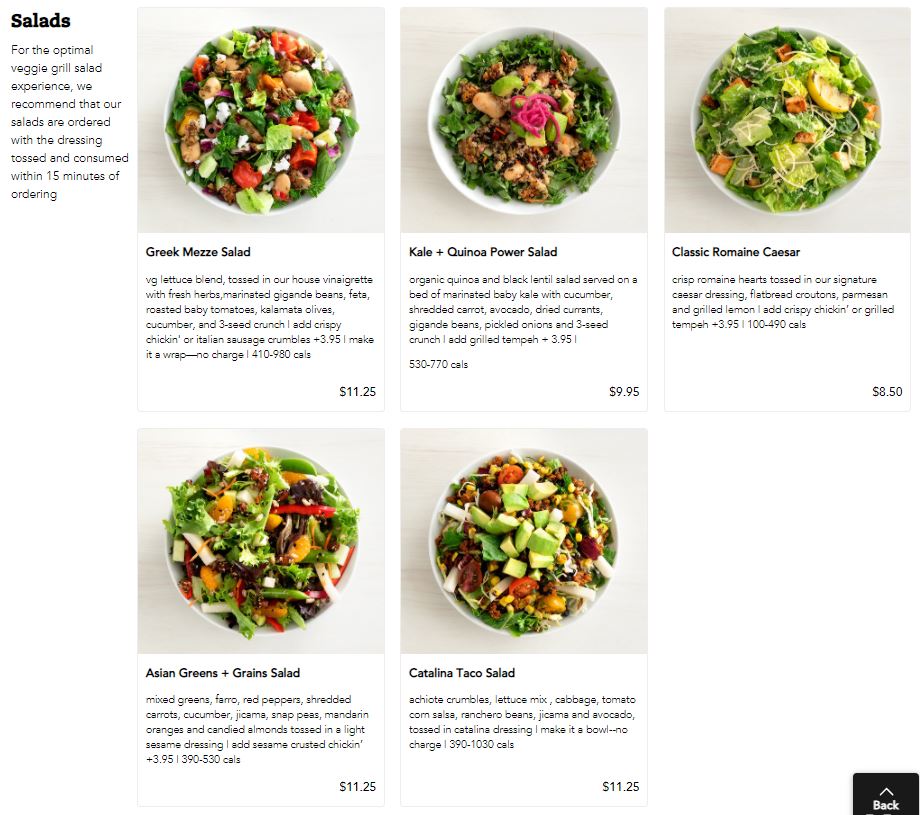 Salads
For the optimal
veggie grill salad
experience, we
recommend that our
salads are ordered
with the dressing
tossed and consumed
within 15 minutes of
ordering
Greek Mezze Salad
vg lettuce blend, tossed in our house vinaigrette
with fresh herbs,marinated gigande beans, feta,
roasted baby tomatoes, kalamata olives,
cucumber, and 3-seed crunch | add crispy
chickin' or italian sausage crumbles +3.95 | make
it a wrap—no charge | 410-980 cals
$11.25
Kale + Quinoa Power Salad
organic quinoa and black lentil salad served on a
bed of marinated baby kale with cucumber,
shredded carrot, avocado, dried currants,
gigande beans, pickled onions and 3-seed
crunch | add grilled tempeh + 3.95 |
530-770 cals
$9.95
Classic Romaine Caesar
crisp romaine hearts tossed in our signature
caesar dressing, flatbread croutons, parmesan
and grilled lemon | add crispy chickin' or grilled
tempeh +3.95 | 100-490 cals
$8.50
Asian Greens + Grains Salad
mixed greens, farro, red peppers, shredded
carrots, cucumber, jicama, snap peas, mandarin
oranges and candied almonds tossed in a light
sesame dressing | add sesame crusted chickin'
+3.95 | 390-530 cals
$11.25
Catalina Taco Salad
achiote crumbles, lettuce mix , cabbage, tomato
corn salsa, ranchero beans, jicama and avocado,
tossed in catalina dressing | make it a bowl--no
charge | 390-1030 cals
$11.25
Back